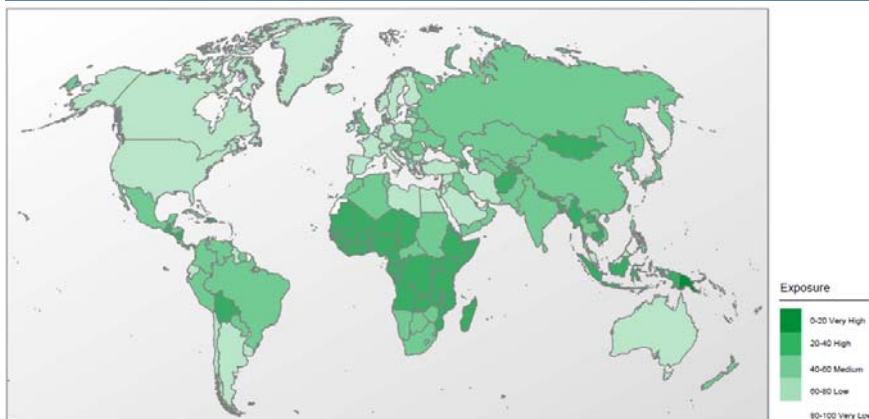 Exposure
0-20 Very High
20-40 High
40-60 Medium
60-80 Low
80-100 Very Low